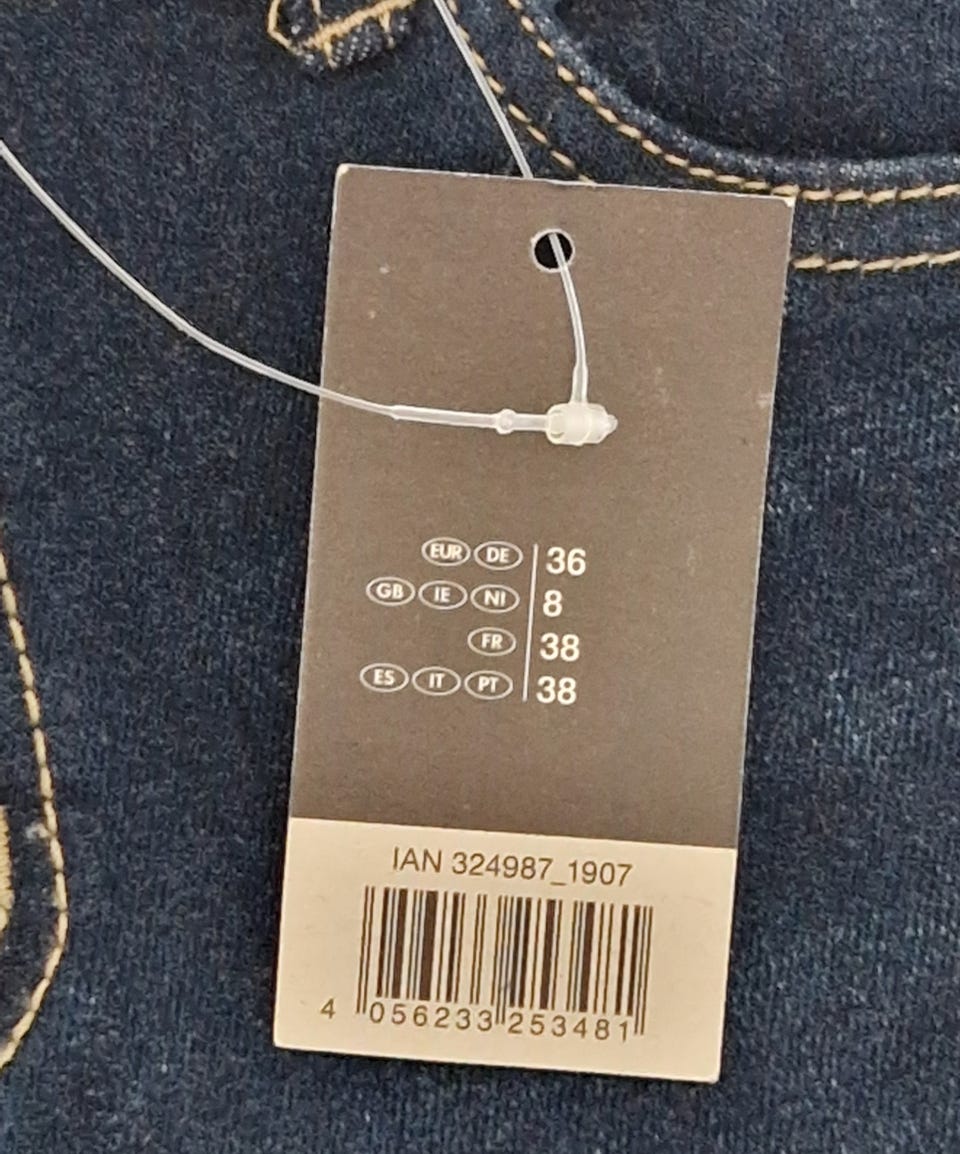 EUR DE 36
GB IE NI 8
FR 38
ES IT PT 38
IAN 324987_1907
4 056233 253481